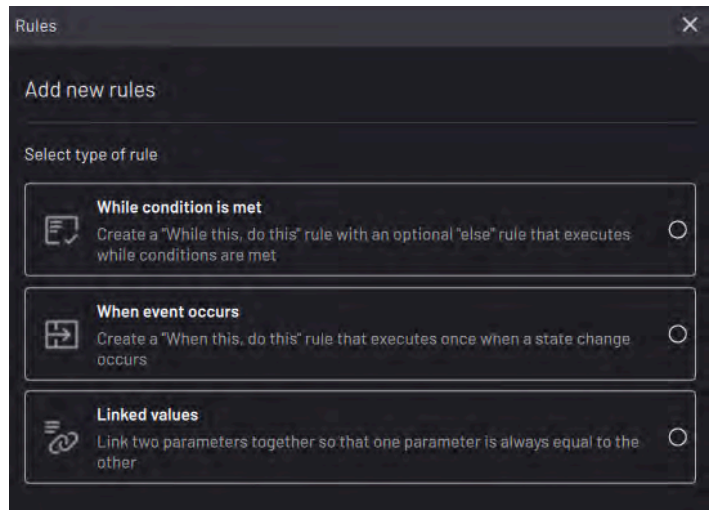 Rules
Add new rules
Select type of rule
While condition is met
Create a "While this, do this" rule with an optional "else" rule that executes
while conditions are met
When event occurs
Create a "When this, do this" rule that executes once when a state change
occurs
Linked values
Link two parameters together so that one parameter is always equal to the
other